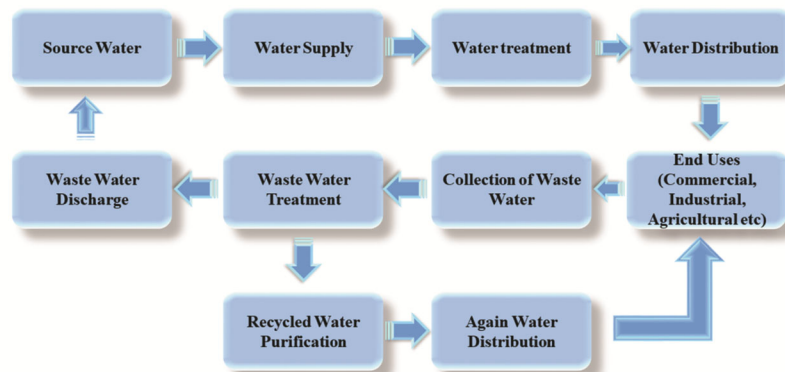 Source Water
Water Supply
Water treatment
Water Distribution
Waste Water
Discharge
Waste Water
Treatment
Collection of Waste
Water
End Uses
(Commercial,
Industrial,
Agricultural etc)
Recycled Water
Purification
Again Water
Distribution